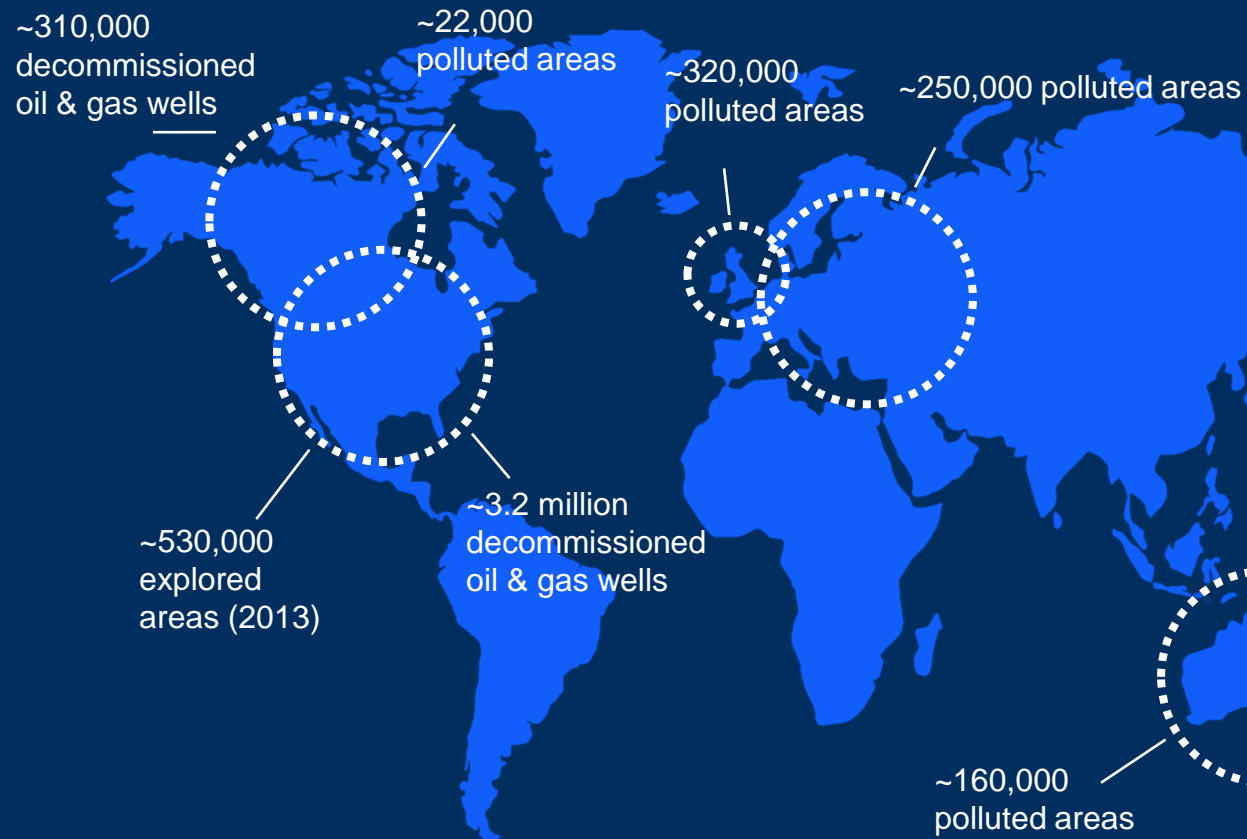 ~310,000
decommissioned
oil & gas wells
~22,000
polluted areas
~320,000
polluted areas
~250,000 polluted areas
~530,000
explored
areas (2013)
~3.2 million
decommissioned
oil & gas wells
~160,000
polluted areas